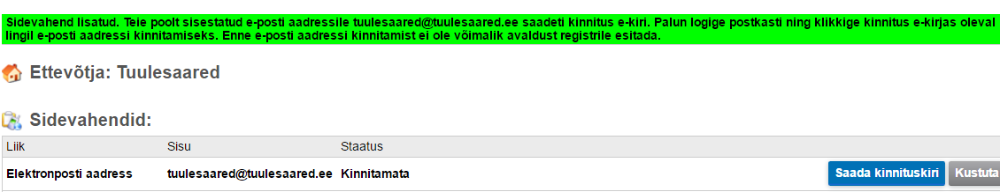 Sidevahend lisatud. Teie poolt sisestatud e-posti aadressile tuulesaared@tuulesaared.ee saadeti kinnitus e-kiri. Palun logige postkasti ning klikkige kinnitus e-kirjas oleval
lingil e-posti aadressi kinnitamiseks. Enne e-posti aadressi kinnitamist ei ole võimalik avaldust registrile esitada.
Ettevõtja: Tuulesaared
Sidevahendid:
Liik Sisu Staatus
Elektronposti aadress tuulesaared@tuulesaared.ee Kinnitamata Saada kinnituskiri Kustuta